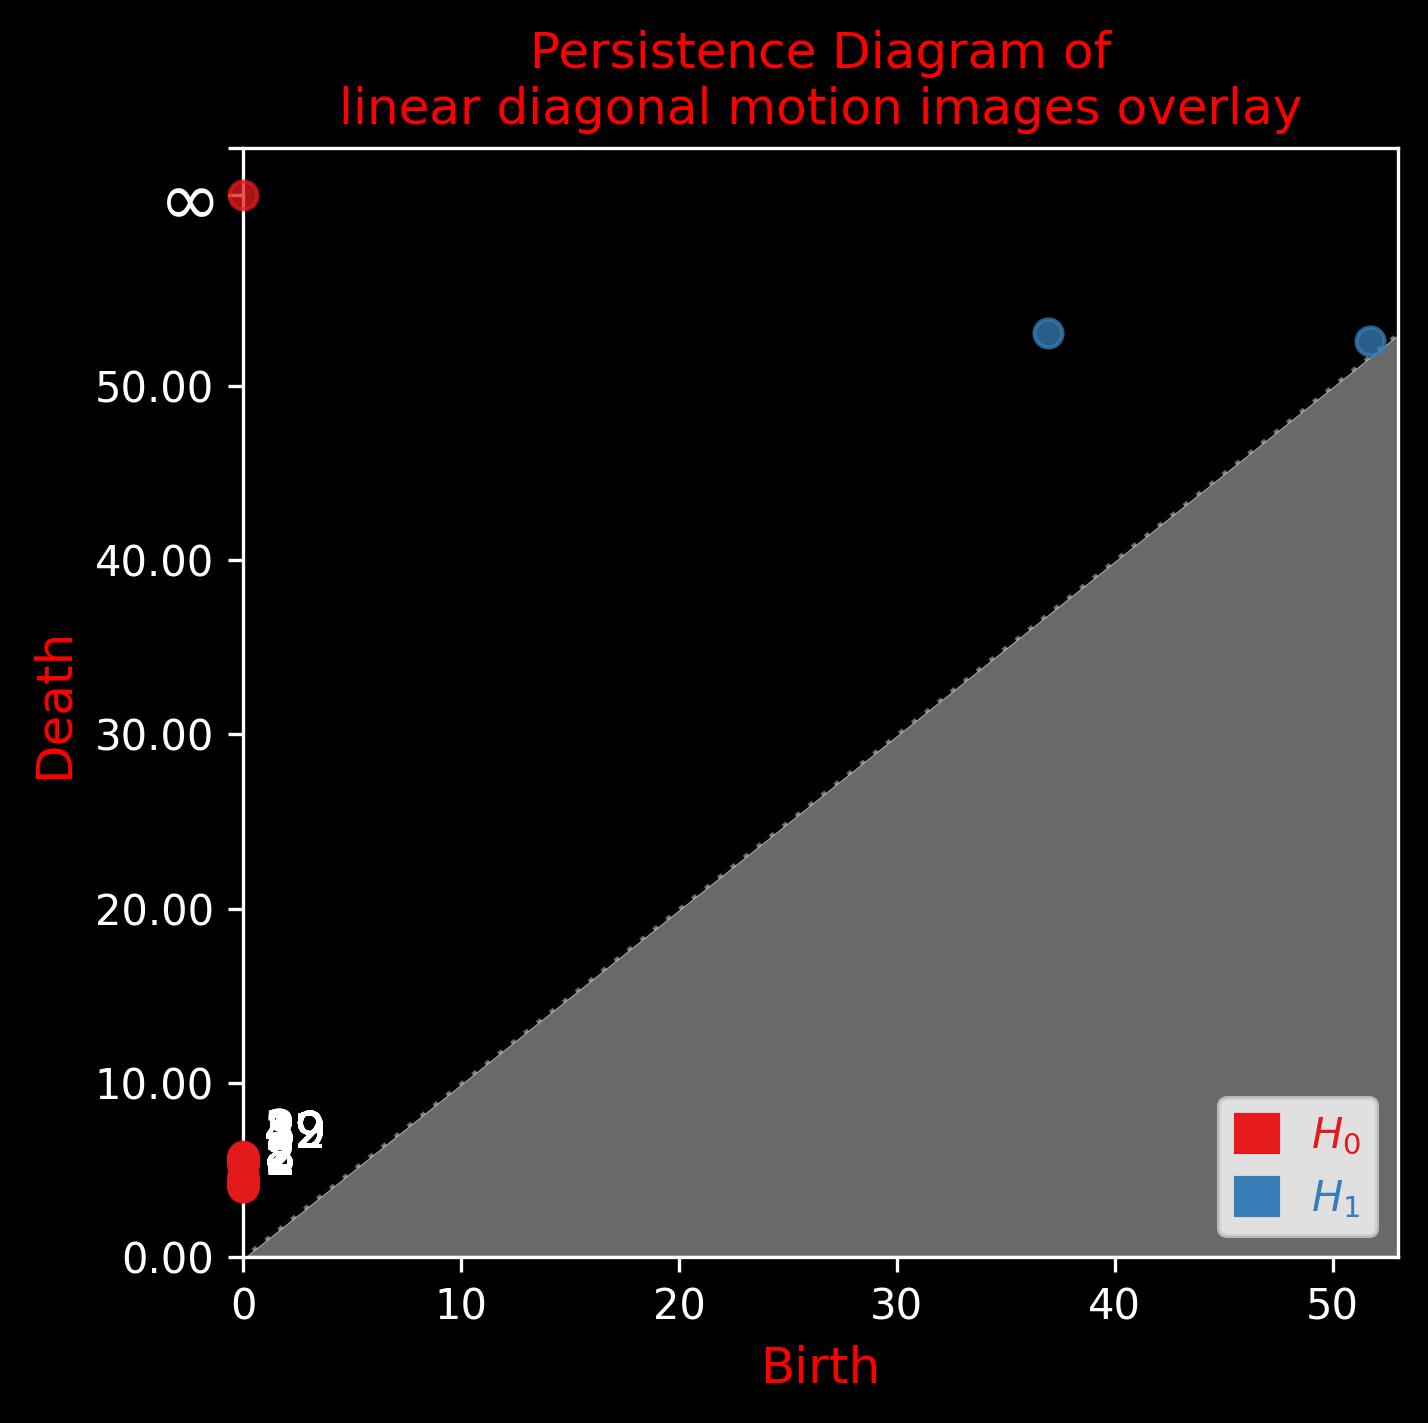 Persistence Diagram of
linear diagonal motion images overlay
∞
50.00
40.00
30.00
20.00
10.00
0.00
Death
0 10 20 30 40 50
Birth
H₀
H₁